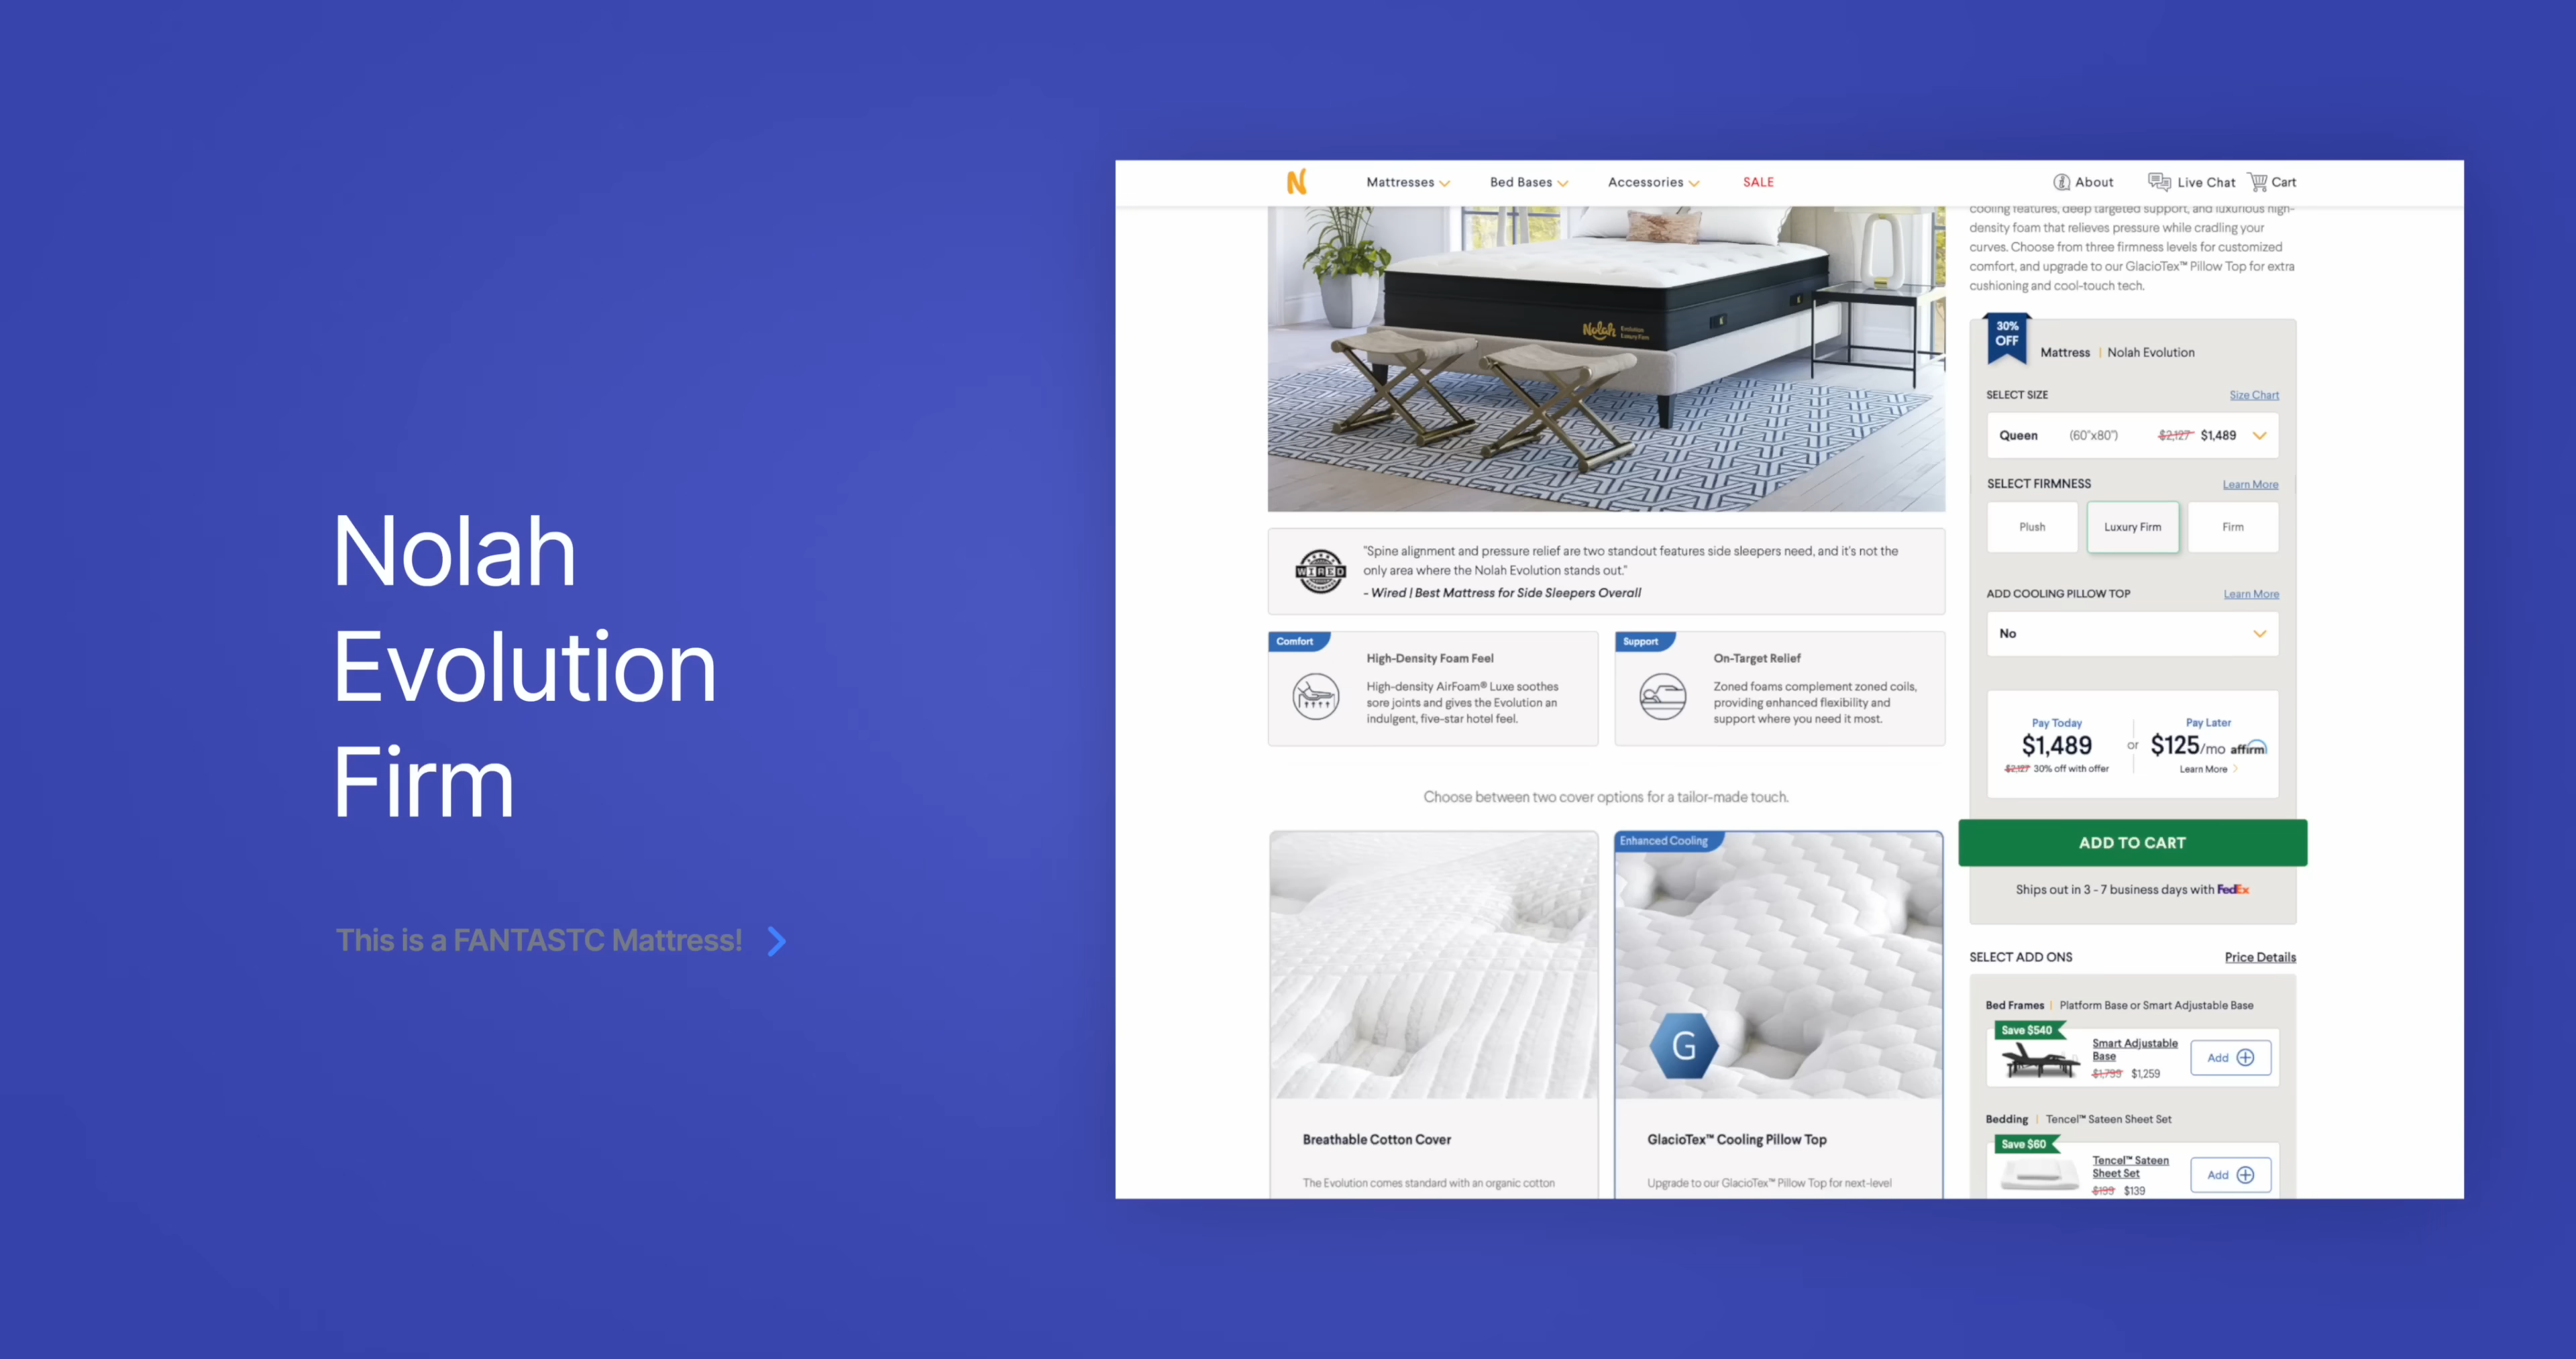 Nolah
Evolution
Firm
This is a FANTASTC Mattress!
N
Mattresses
Bed Bases
Accessories
SALE
About
Live Chat
Cart
Nolah Evolution
Luxury Firm
"Spine alignment and pressure relief are two standout features side sleepers need, and it's not the
only area where the Nolah Evolution stands out."
- Wired | Best Mattress for Side Sleepers Overall
WIRED
Comfort
High-Density Foam Feel
High-density AirFoam® Luxe soothes
sore joints and gives the Evolution an
indulgent, five-star hotel feel.
Support
On-Target Relief
Zoned foams complement zoned coils,
providing enhanced flexibility and
support where you need it most.
Choose between two cover options for a tailor-made touch.
Breathable Cotton Cover
The Evolution comes standard with an organic cotton
Enhanced Cooling
G
GlacioTex™ Cooling Pillow Top
Upgrade to our GlacioTex™ Pillow Top for next-level
cooling features, deep targeted support, and luxurious high-
density foam that relieves pressure while cradling your
curves. Choose from three firmness levels for customized
comfort, and upgrade to our GlacioTex™ Pillow Top for extra
cushioning and cool-touch tech.
30%
OFF
Mattress | Nolah Evolution
SELECT SIZE Size Chart
Queen (60"x80") $2,127 $1,489
SELECT FIRMNESS Learn More
Plush Luxury Firm Firm
ADD COOLING PILLOW TOP Learn More
No
Pay Today
$1,489
$2,127 30% off with offer
or
Pay Later
$125/mo affirm
Learn More
ADD TO CART
Ships out in 3 - 7 business days with FedEx
SELECT ADD ONS Price Details
Bed Frames | Platform Base or Smart Adjustable Base
Save $540
Smart Adjustable
Base
$1,799 $1,259
Add
Bedding | Tencel™ Sateen Sheet Set
Save $60
Tencel™ Sateen
Sheet Set
$199 $139
Add